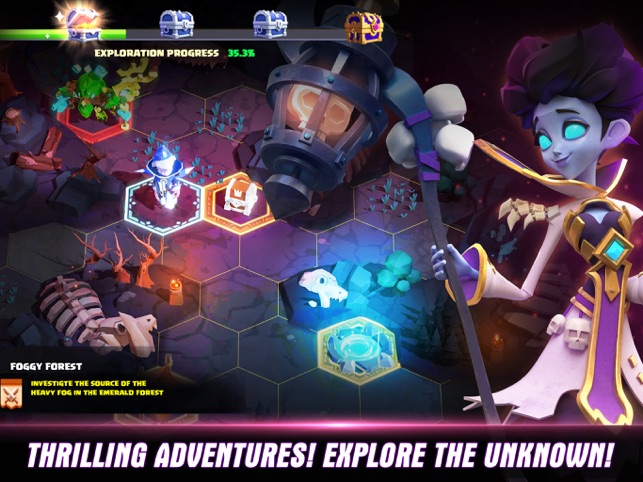 EXPLORATION PROGRESS 35.3%
FOGGY FOREST
INVESTIGTE THE SOURCE OF THE
HEAVY FOG IN THE EMERALD FOREST
THRILLING ADVENTURES! EXPLORE THE UNKNOWN!